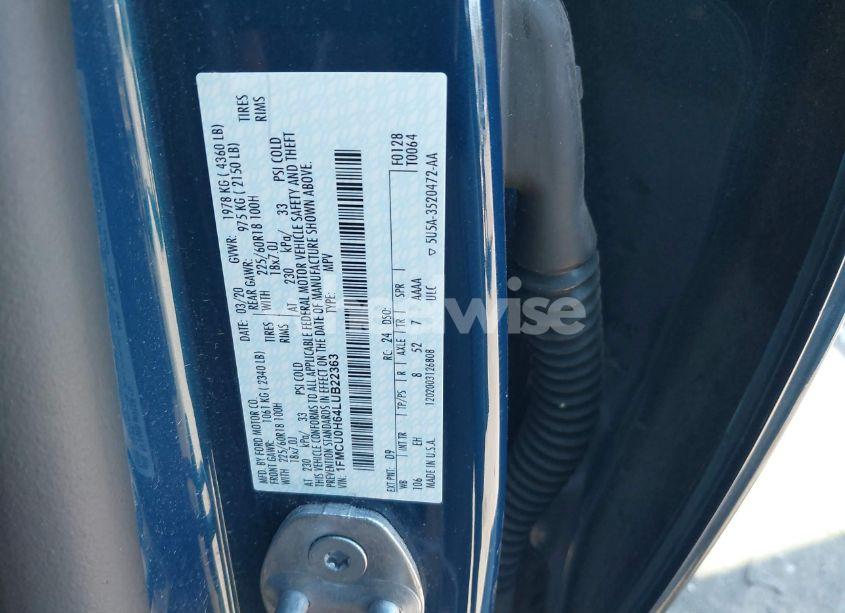 MFD. BY FORD MOTOR CO.
DATE: 03/20
GVWR: 1978 KG ( 4360 LB)
FRONT GAWR: 1061 KG ( 2340 LB)
REAR GAWR: 975 KG ( 2150 LB)
WITH 225/60R18 100H TIRES
WITH 225/60R18 100H TIRES
18x7.0J RIMS
18x7.0J RIMS
AT 230 kPa/ 33 PSI COLD
AT 230 kPa/ 33 PSI COLD
THIS VEHICLE CONFORMS TO ALL APPLICABLE FEDERAL MOTOR VEHICLE SAFETY AND THEFT
PREVENTION STANDARDS IN EFFECT ON THE DATE OF MANUFACTURE SHOWN ABOVE.
VIN: 1FMCU0H64LUB22363
TYPE: MPV
EXT PNT: D9 RC: 24 DSO: F0128
T0064
WB INT TR TP/PS R AXLE TR SPR
106 EH 8 52 7 AAAA
MADE IN U.S.A. 1202003126808 ULC
▽ 5U5A-3520472-AA